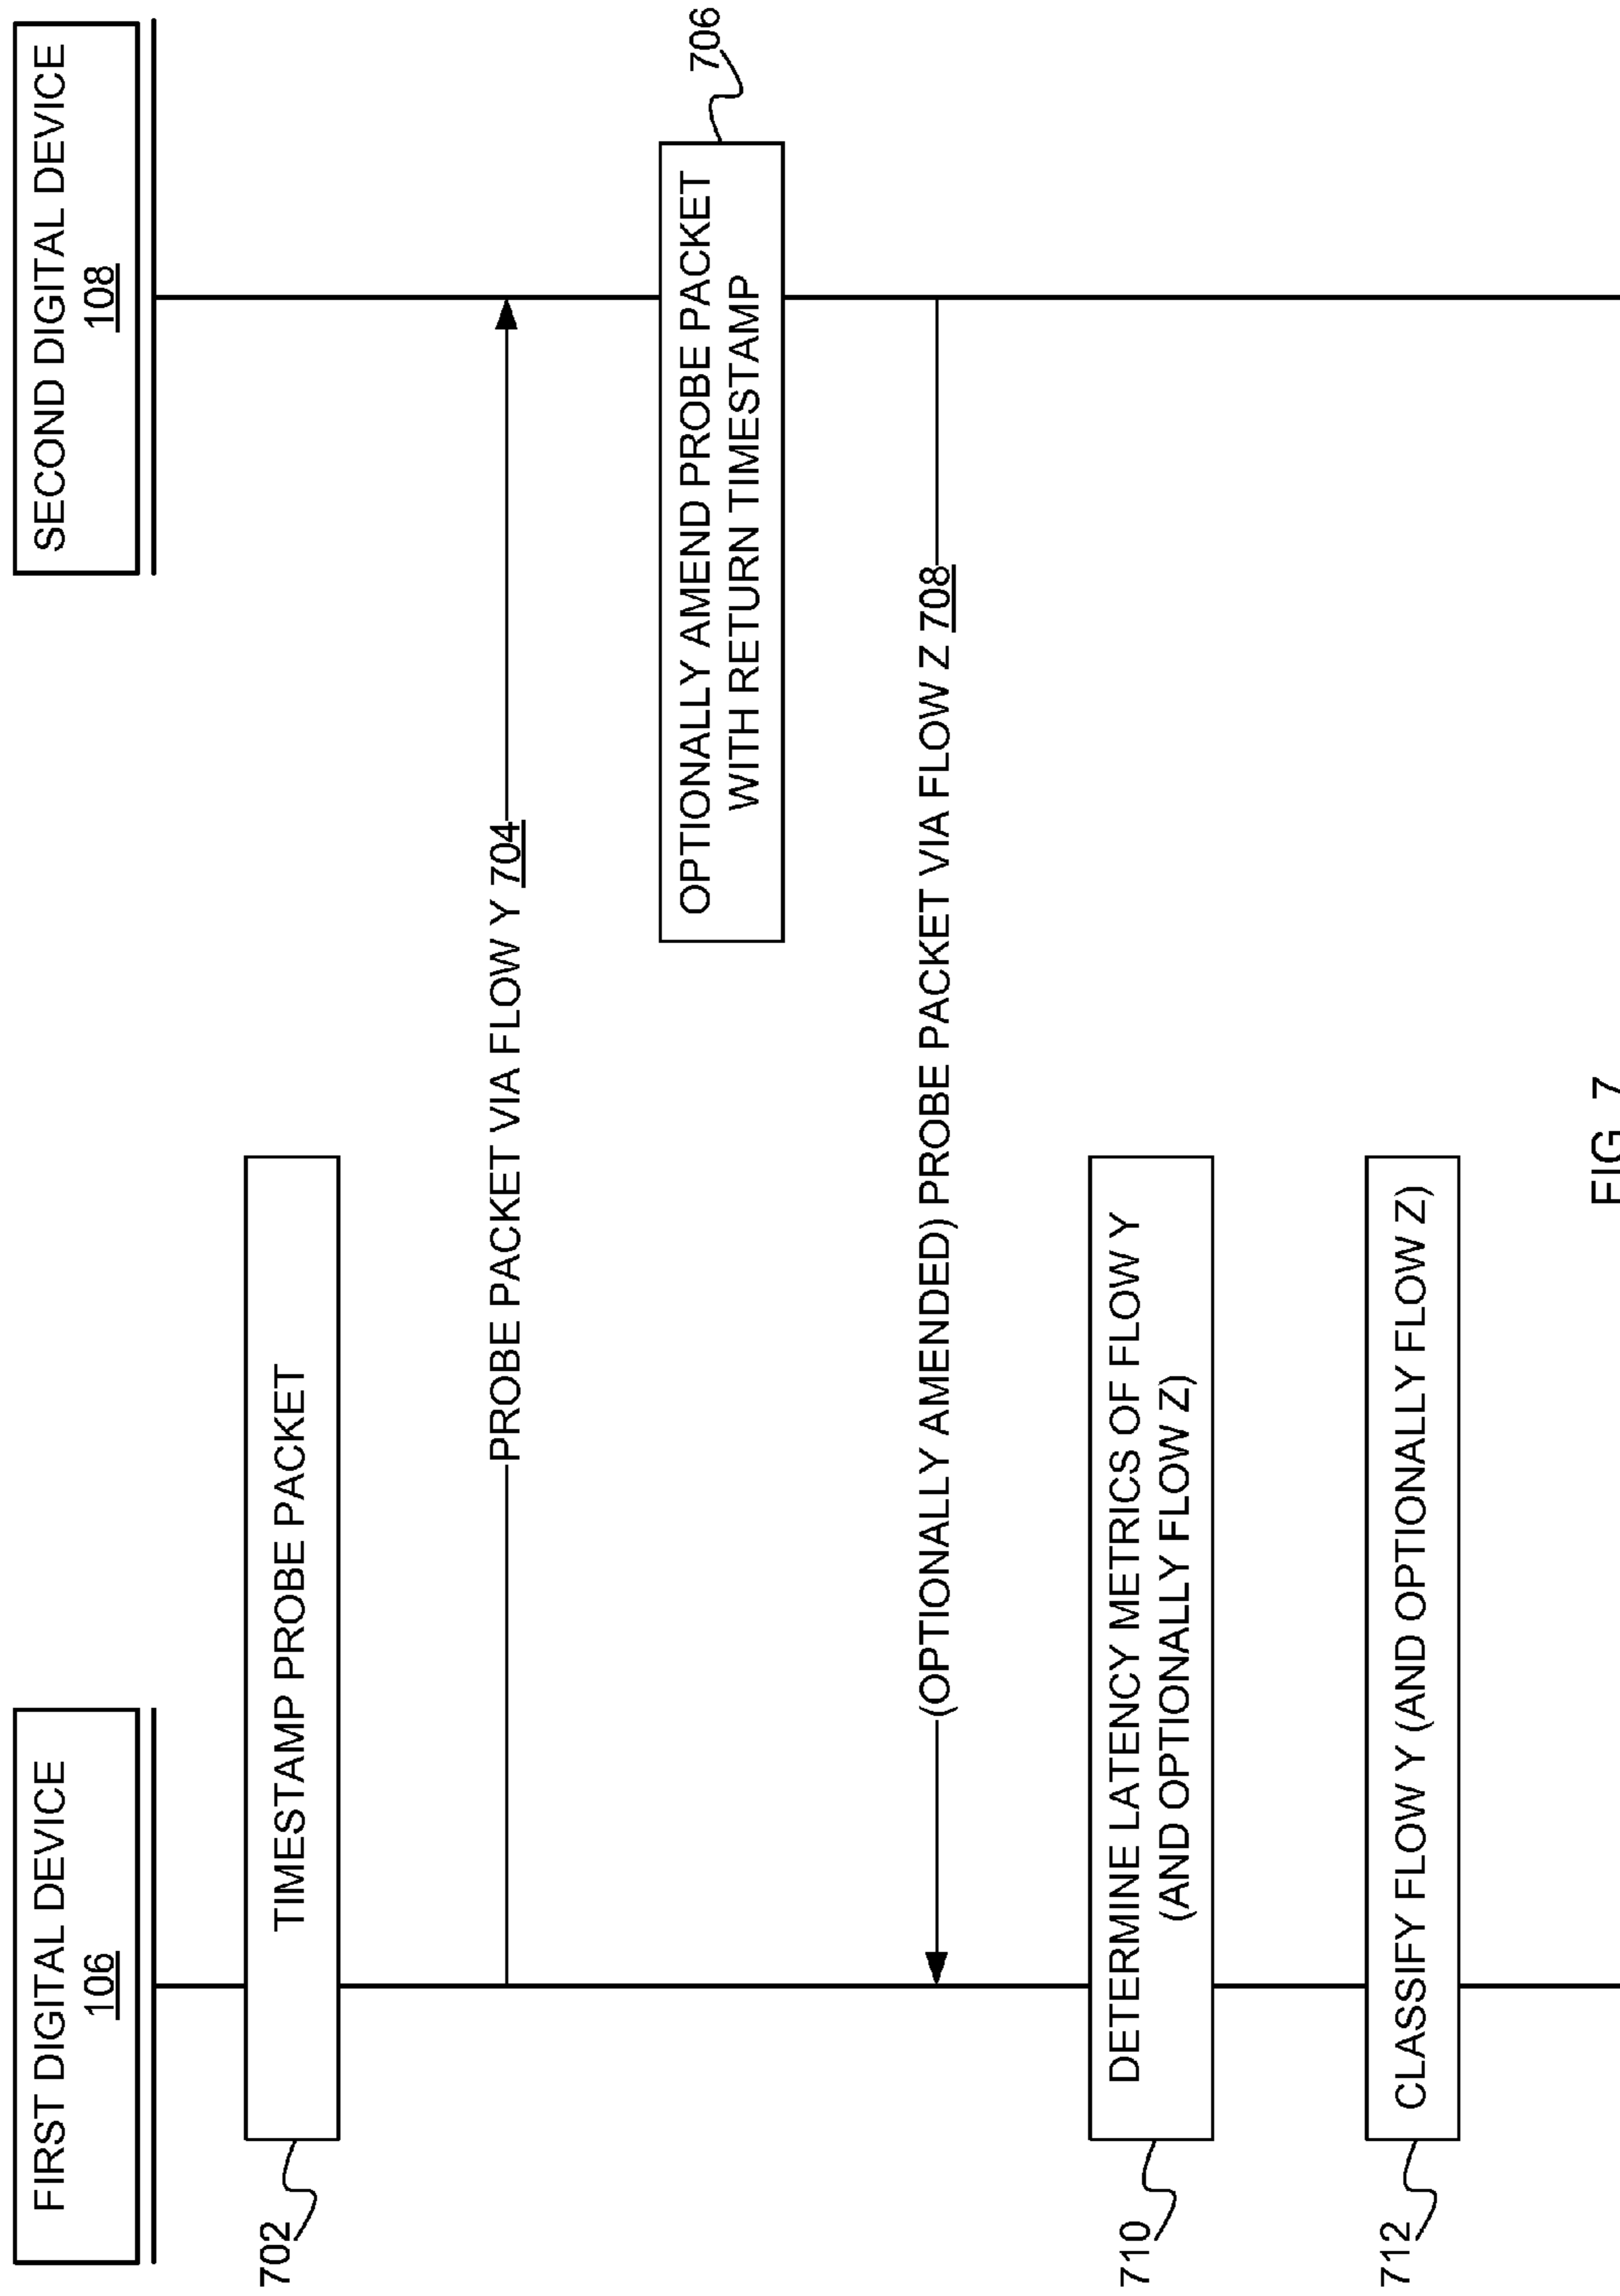 FIRST DIGITAL DEVICE
106
SECOND DIGITAL DEVICE
108
702
TIMESTAMP PROBE PACKET
PROBE PACKET VIA FLOW Y 704
OPTIONALLY AMEND PROBE PACKET
WITH RETURN TIMESTAMP
706
(OPTIONALLY AMENDED) PROBE PACKET VIA FLOW Z 708
710
DETERMINE LATENCY METRICS OF FLOW Y
(AND OPTIONALLY FLOW Z)
712
CLASSIFY FLOW Y (AND OPTIONALLY FLOW Z)
FIG. 7